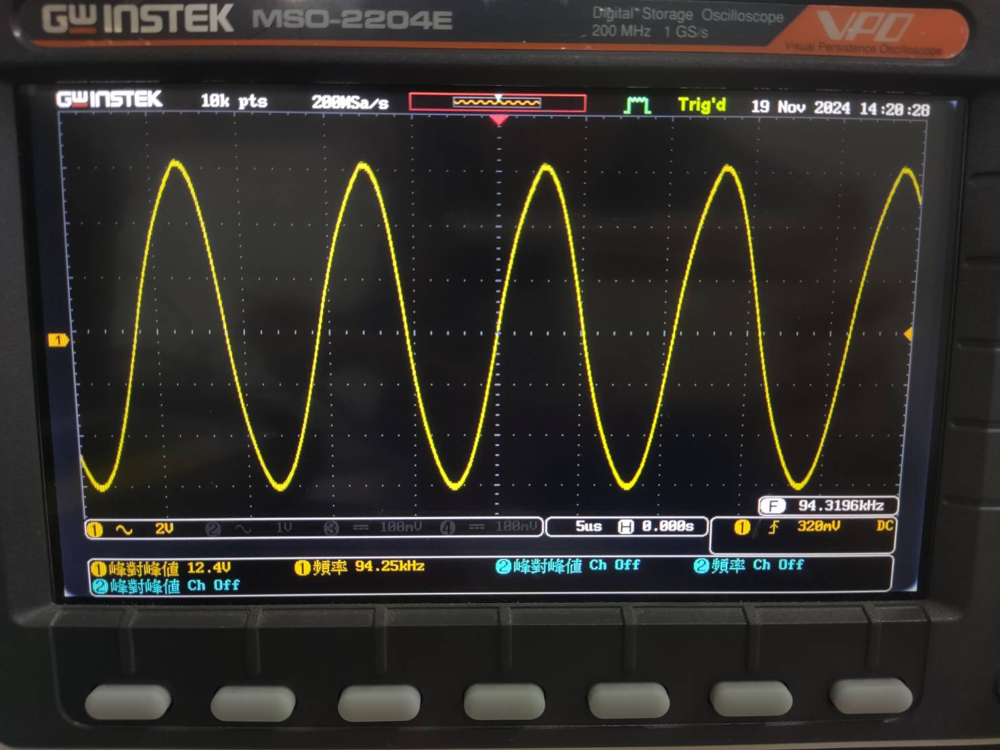 GW INSTEK MSO-2204E Digital Storage Oscilloscope VPO
200 MHz 1 GS/s Visual Persistence Oscilloscope
GW INSTEK 10k pts 200MSa/s Trig'd 19 Nov 2024 14:20:28
1
F 94.3196kHz
1 2V 2 1V 3 100mV 4 100mV 5us H 0.000s 1 320mV DC
1 峰對峰值 12.4V 1 頻率 94.25kHz 2 峰對峰值 Ch Off 2 頻率 Ch Off
2 峰對峰值 Ch Off